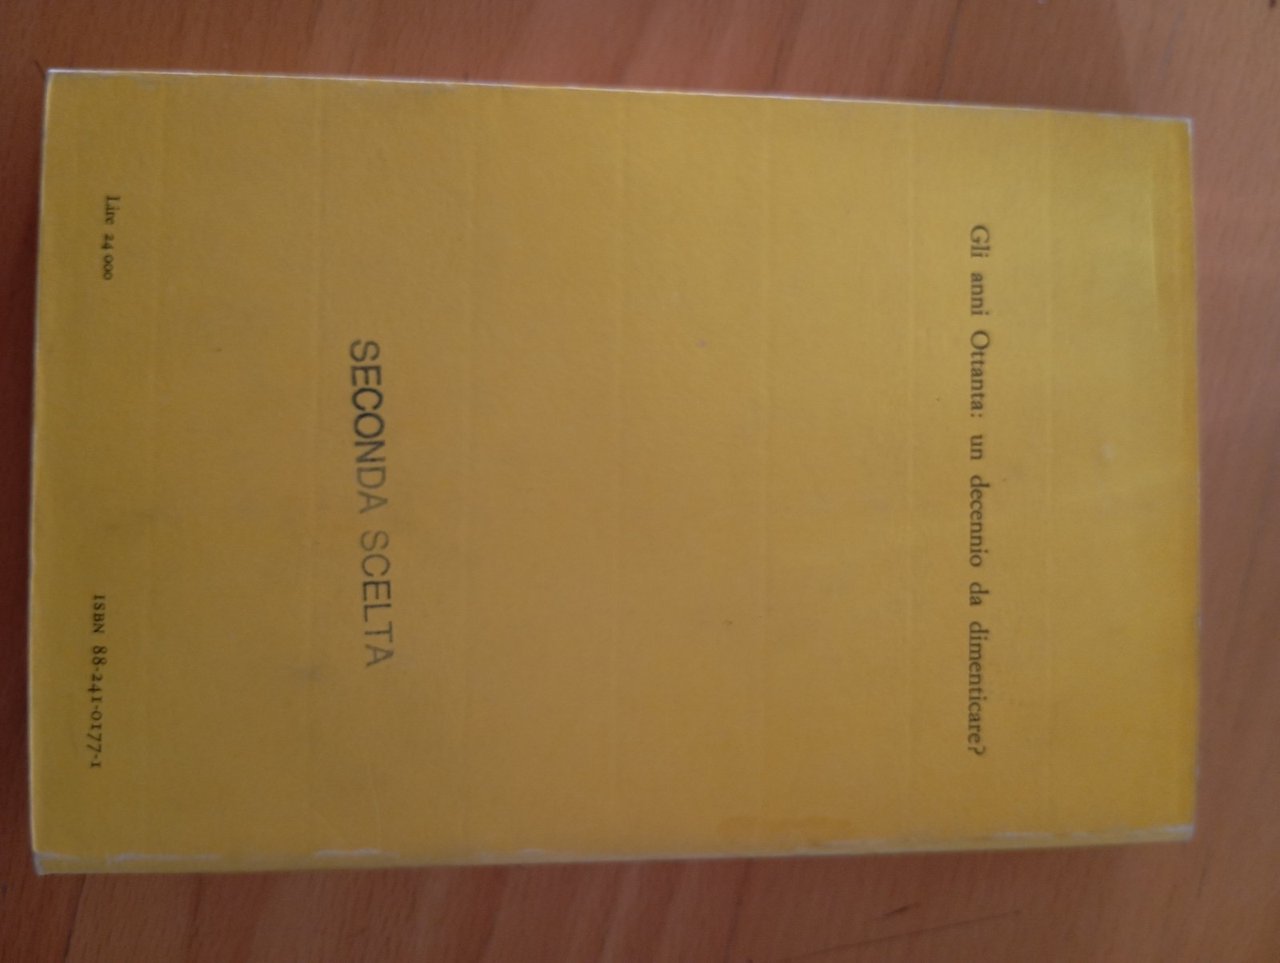 Gli anni Ottanta: un decennio da dimenticare?
SECONDA SCELTA
Lire 24 000
ISBN 88-241-0177-1